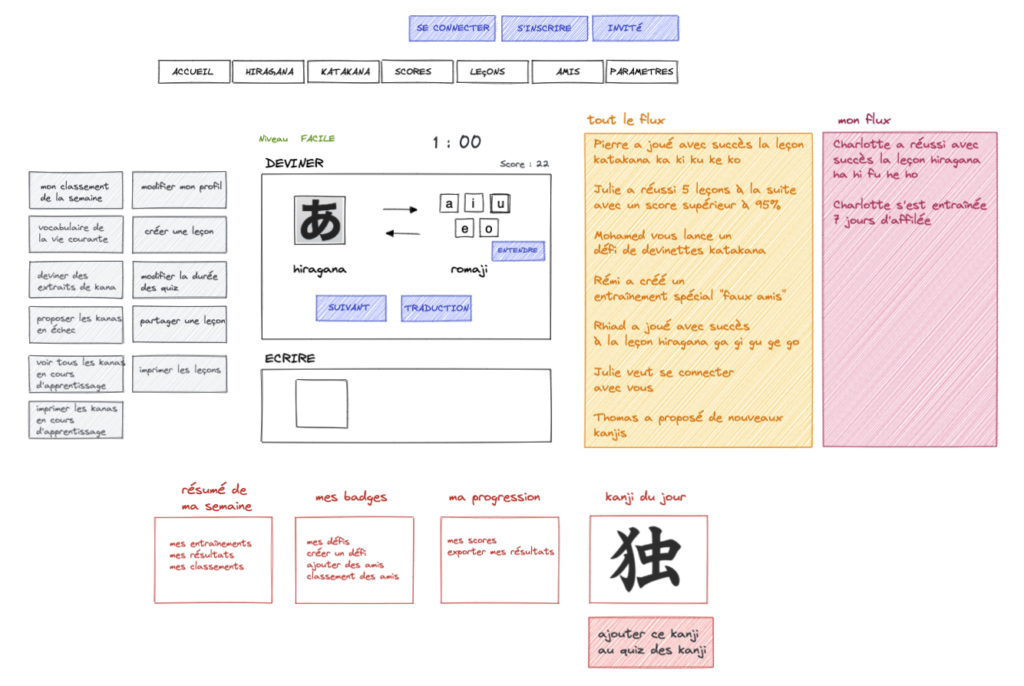 SE CONNECTER
S'INSCRIRE
INVITÉ
ACCUEIL
HIRAGANA
KATAKANA
SCORES
LEçONS
AMIS
PARAMETRES
Niveau FACILE
1 : 00
DEVINER
Score : 22
あ
a i u
e o
ENTENDRE
hiragana
romaji
SUIVANT
TRADUCTION
ECRIRE
mon classement
de la semaine
modifier mon profil
vocabulaire de
la vie courante
créer une leçon
deviner des
extraits de kana
modifier la durée
des quiz
proposer les kanas
en échec
partager une leçon
voir tous les kanas
en cours
d'apprentissage
imprimer les leçons
imprimer les kanas
en cours
d'apprentissage
tout le flux
Pierre a joué avec succès la leçon
katakana ka ki ku ke ko
Julie a réussi 5 leçons à la suite
avec un score supérieur à 95%
Mohamed vous lance un
défi de devinettes katakana
Rémi a créé un
entraînement spécial "faux amis"
Rhiad a joué avec succès
à la leçon hiragana ga gi gu ge go
Julie veut se connecter
avec vous
Thomas a proposé de nouveaux
kanjis
mon flux
Charlotte a réussi avec
succès la leçon hiragana
ha hi fu he ho
Charlotte s'est entraînée
7 jours d'affilée
résumé de
ma semaine
mes entraînements
mes résultats
mes classements
mes badges
mes défis
créer un défi
ajouter des amis
classement des amis
ma progression
mes scores
exporter mes résultats
kanji du jour
独
ajouter ce kanji
au quiz des kanji